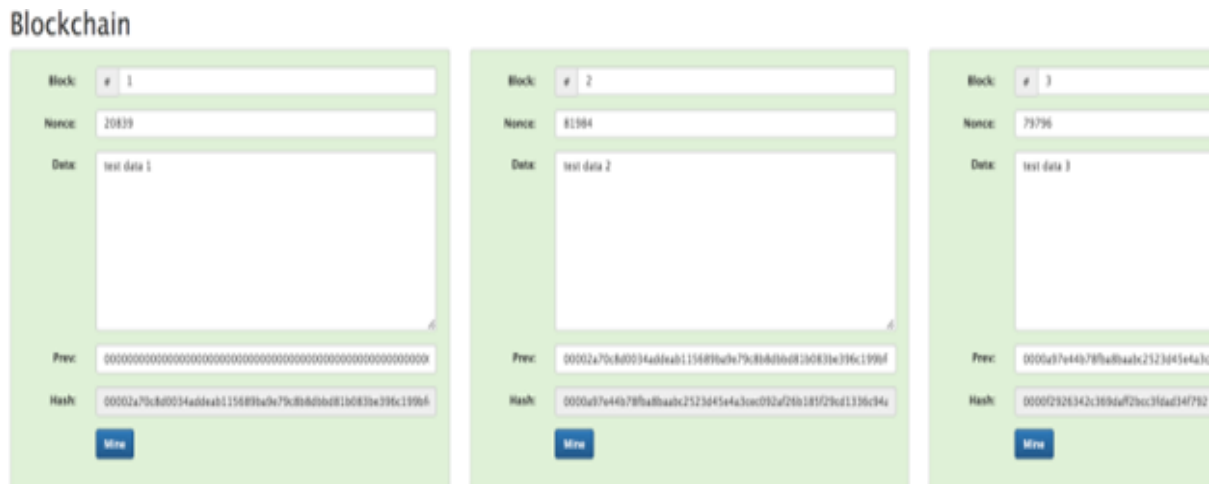 Blockchain
Block: # 1
Nonce: 20839
Data: test data 1
Prev:
Hash:
Mine
Block: # 2
Nonce: 81984
Data: test data 2
Prev:
Hash:
Mine
Block: # 3
Nonce: 79796
Data: test data 3
Prev:
Hash:
Mine